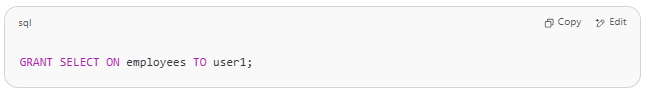 sql
Copy
Edit
GRANT SELECT ON employees TO user1;